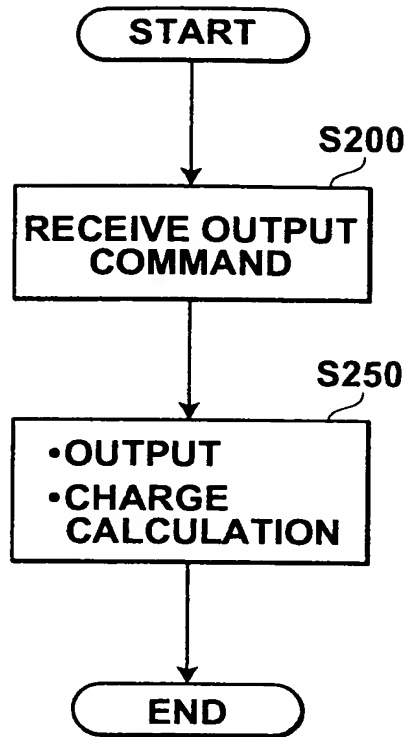 START
S200
RECEIVE OUTPUT
COMMAND
S250
•OUTPUT
•CHARGE
CALCULATION
END